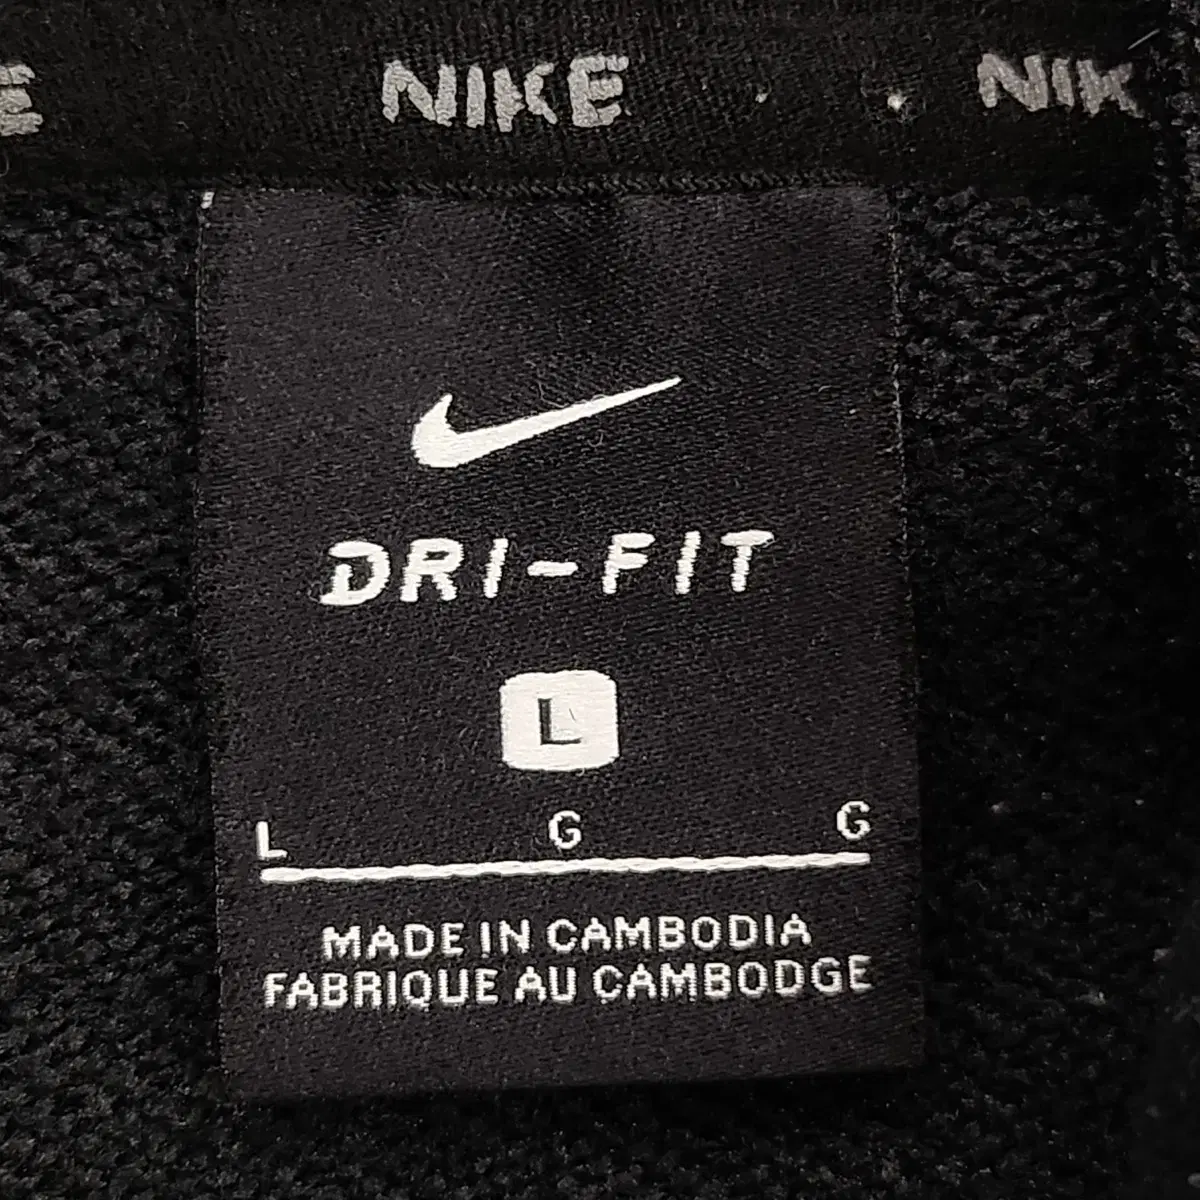 E NIKE NIK
DRI-FIT
L
L G G
MADE IN CAMBODIA
FABRIQUE AU CAMBODGE